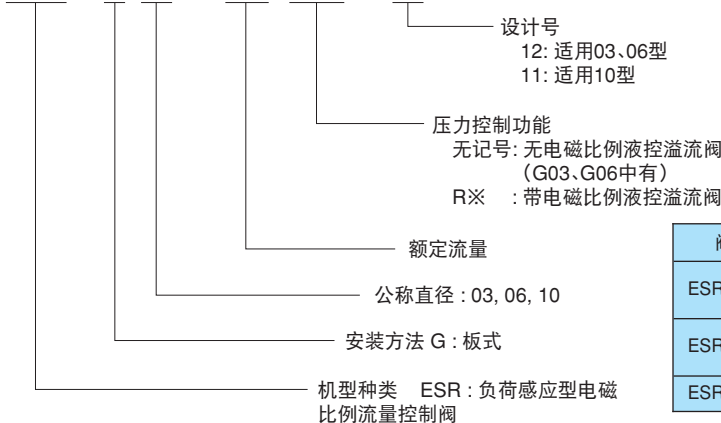 设计号
12: 适用03、06型
11: 适用10型
压力控制功能
无记号: 无电磁比例液控溢流阀
（G03、G06中有）
R※ : 带电磁比例液控溢流阀
额定流量
公称直径 : 03, 06, 10
安装方法 G : 板式
机型种类 ESR : 负荷感应型电磁
比例流量控制阀
ESR
ESR
ESR